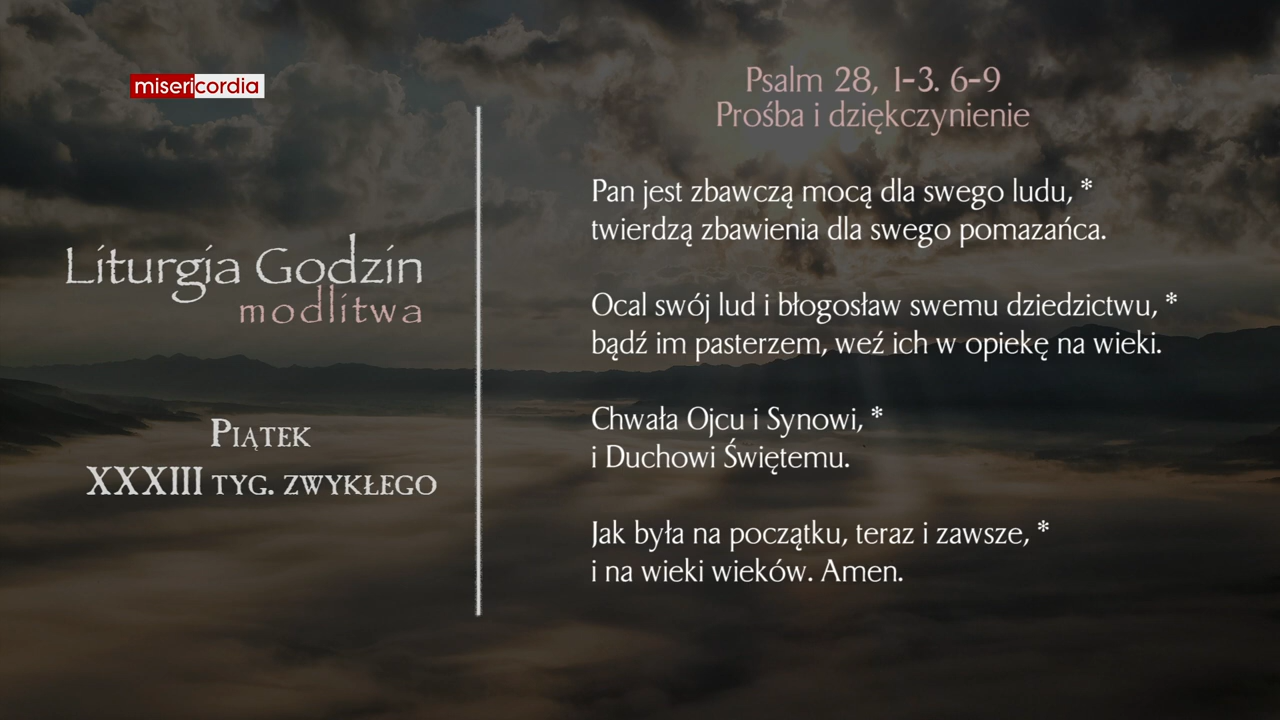 misericordia
Liturgia Godzin
modlitwa
Piątek
XXXIII tyg. zwykłego
Psalm 28, 1-3. 6-9
Prośba i dziękczynienie
Pan jest zbawczą mocą dla swego ludu, *
twierdzą zbawienia dla swego pomazańca.
Ocal swój lud i błogosław swemu dziedzictwu, *
bądź im pasterzem, weź ich w opiekę na wieki.
Chwała Ojcu i Synowi, *
i Duchowi Świętemu.
Jak była na początku, teraz i zawsze, *
i na wieki wieków. Amen.